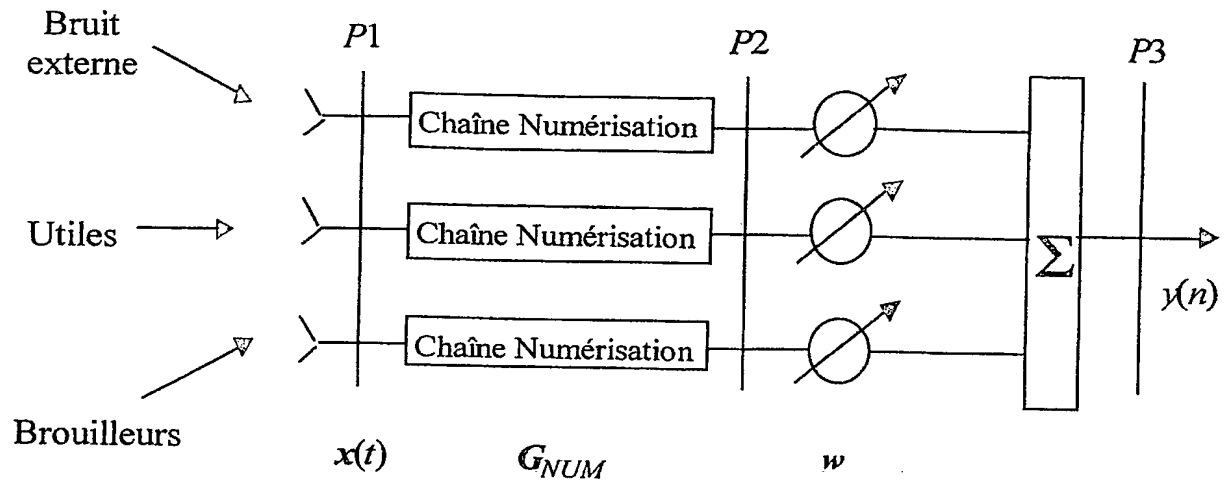 Bruit
externe
P1
P2
P3
Chaîne Numérisation
Utiles
Chaîne Numérisation
Σ
y(n)
Chaîne Numérisation
Brouilleurs
x(t)
G_NUM
w